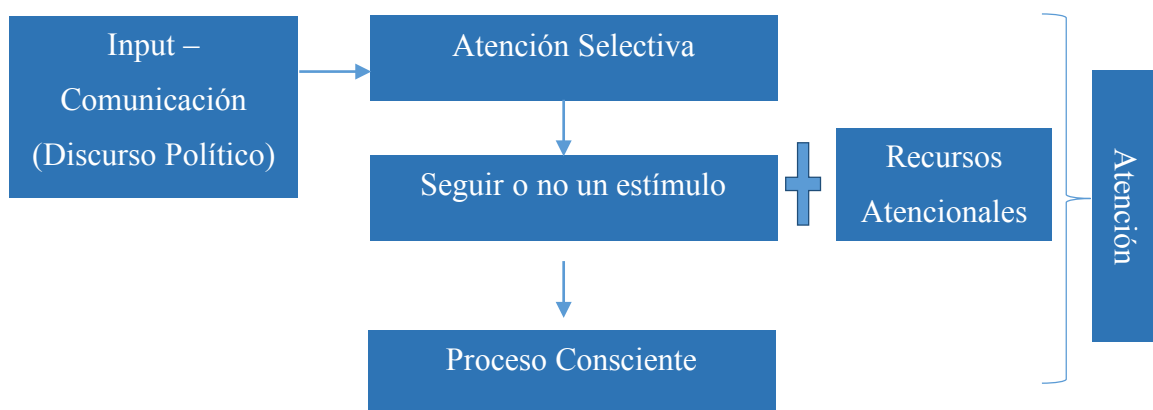 Input –
Comunicación
(Discurso Político)
Atención Selectiva
Seguir o no un estímulo
Recursos
Atencionales
Proceso Consciente
Atención